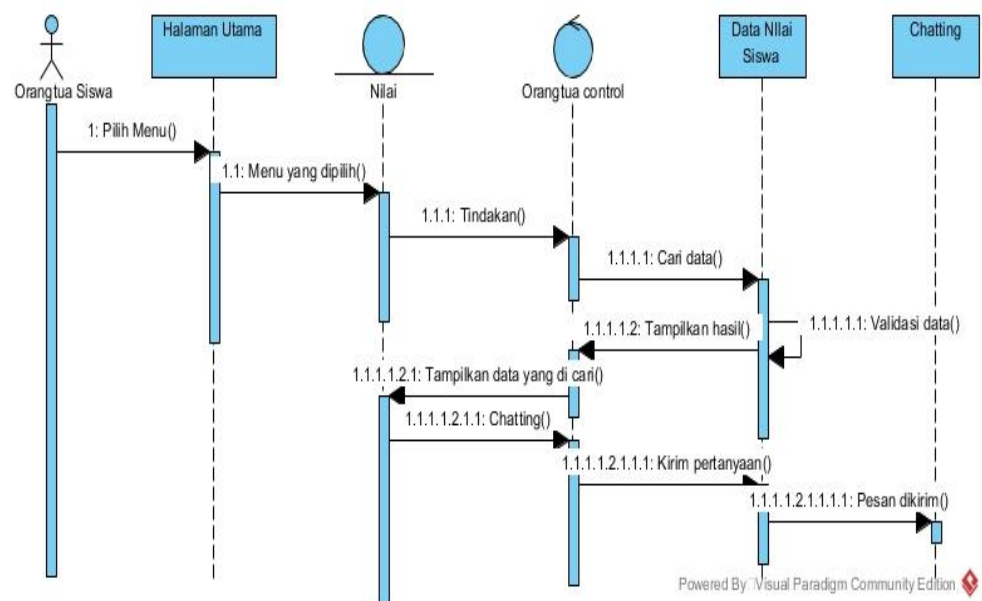 Halaman Utama
Data NIlai
Siswa
Chatting
Orangtua Siswa
Nilai
Orangtua control
1: Pilih Menu()
1.1: Menu yang dipilih()
1.1.1: Tindakan()
1.1.1.1: Cari data()
1.1.1.1.1: Validasi data()
1.1.1.1.2: Tampilkan hasil()
1.1.1.1.2.1: Tampilkan data yang di cari()
1.1.1.1.2.1.1: Chatting()
1.1.1.1.2.1.1.1: Kirim pertanyaan()
1.1.1.1.2.1.1.1.1: Pesan dikirim()
Powered By Visual Paradigm Community Edition